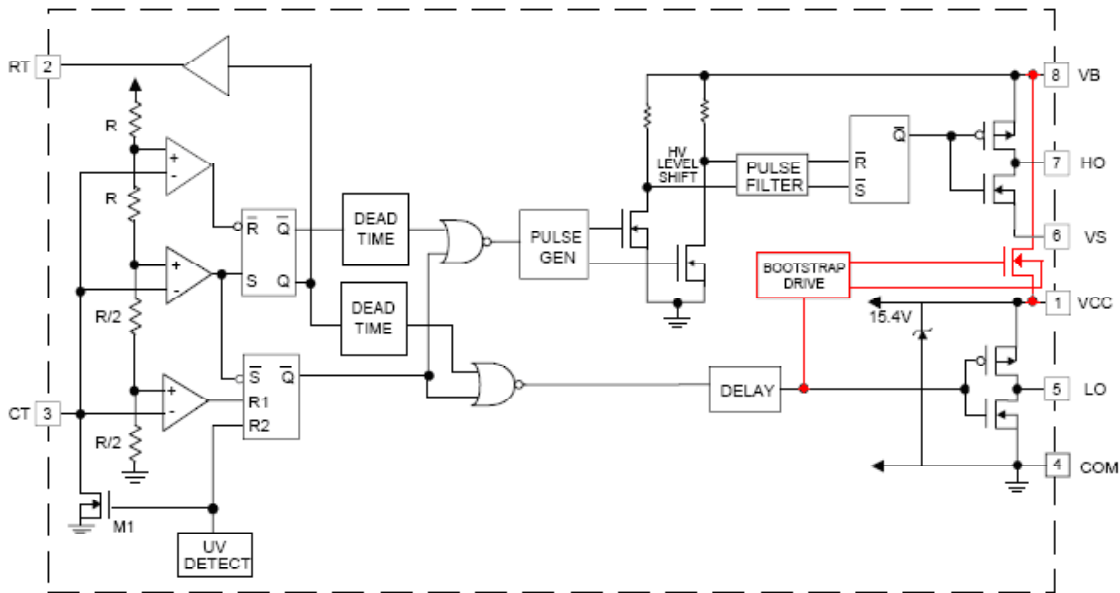 RT 2
8 VB
R
+
-
HV
LEVEL
SHIFT
PULSE
FILTER
R
S
Q
7 HO
R
DEAD
TIME
R
Q
S
Q
PULSE
GEN
6 VS
+
-
BOOTSTRAP
DRIVE
R/2
DEAD
TIME
15.4V
1 VCC
S
Q
R1
R2
+
-
DELAY
5 LO
CT 3
R/2
4 COM
M1
UV
DETECT